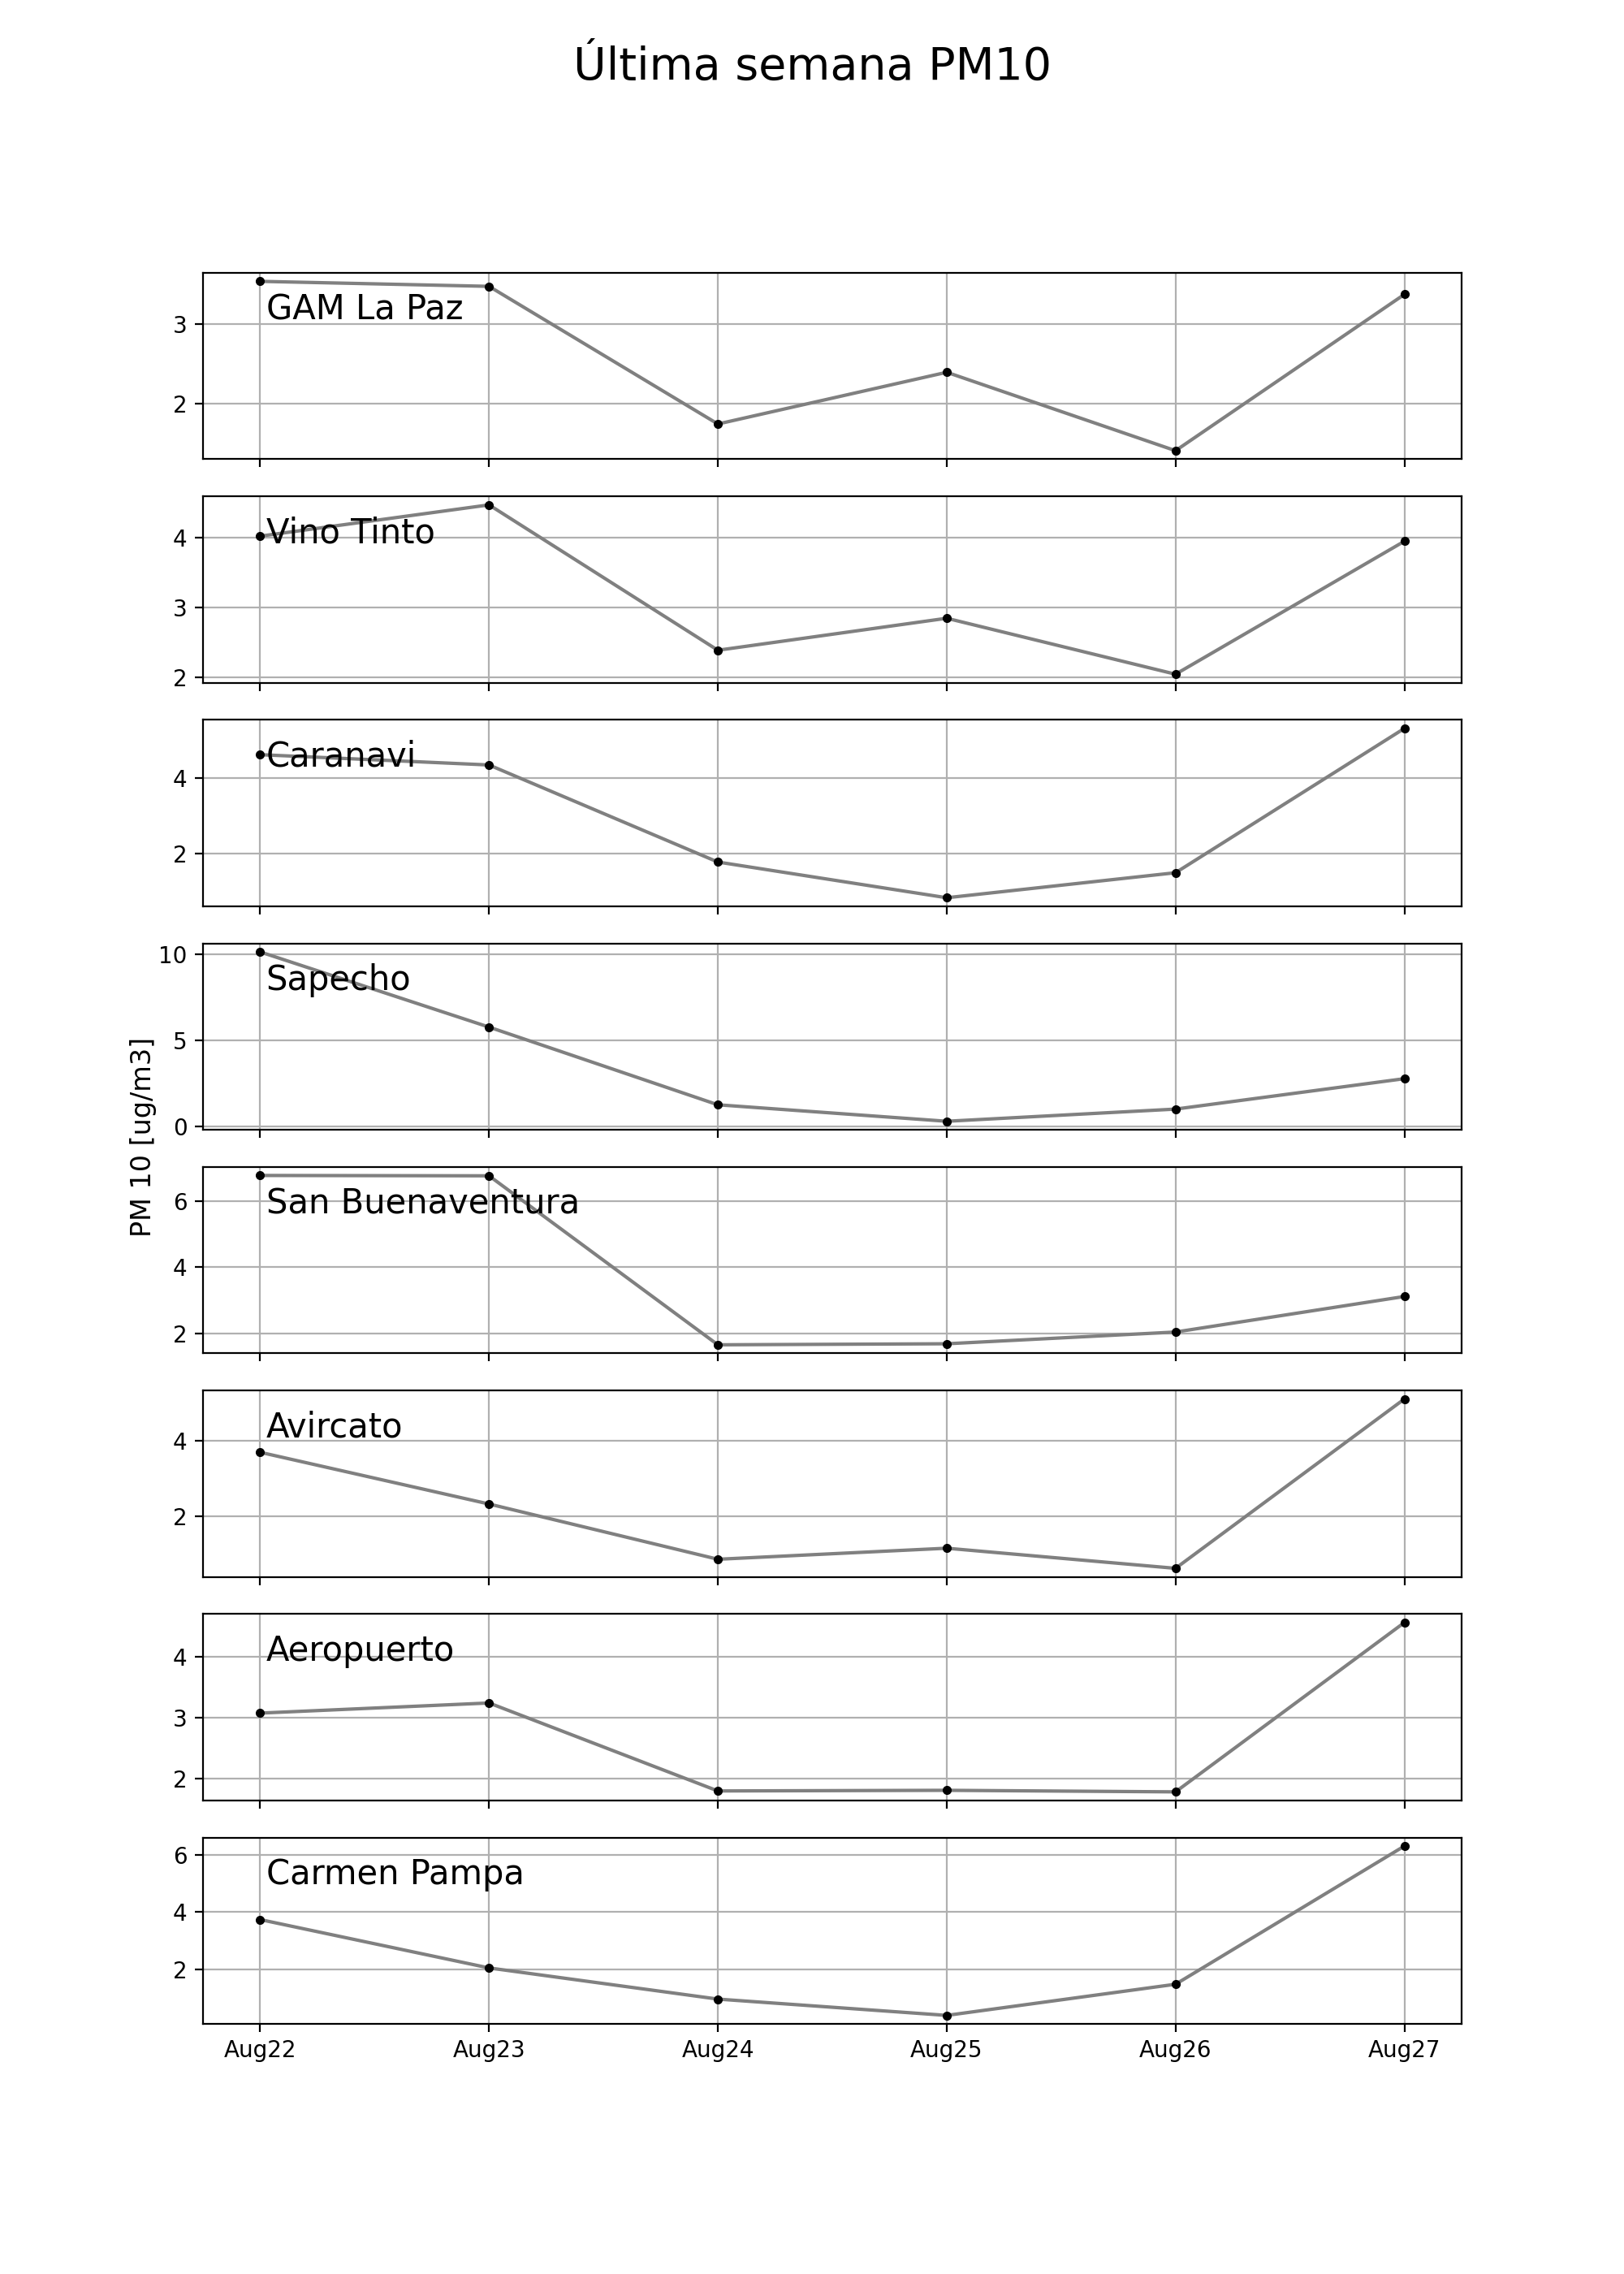 Última semana PM10
GAM La Paz
3
2
Vino Tinto
4
3
2
Caranavi
4
2
Sapecho
10
5
0
PM 10 [ug/m3]
San Buenaventura
6
4
2
Avircato
4
2
Aeropuerto
4
3
2
Carmen Pampa
6
4
2
Aug22 Aug23 Aug24 Aug25 Aug26 Aug27